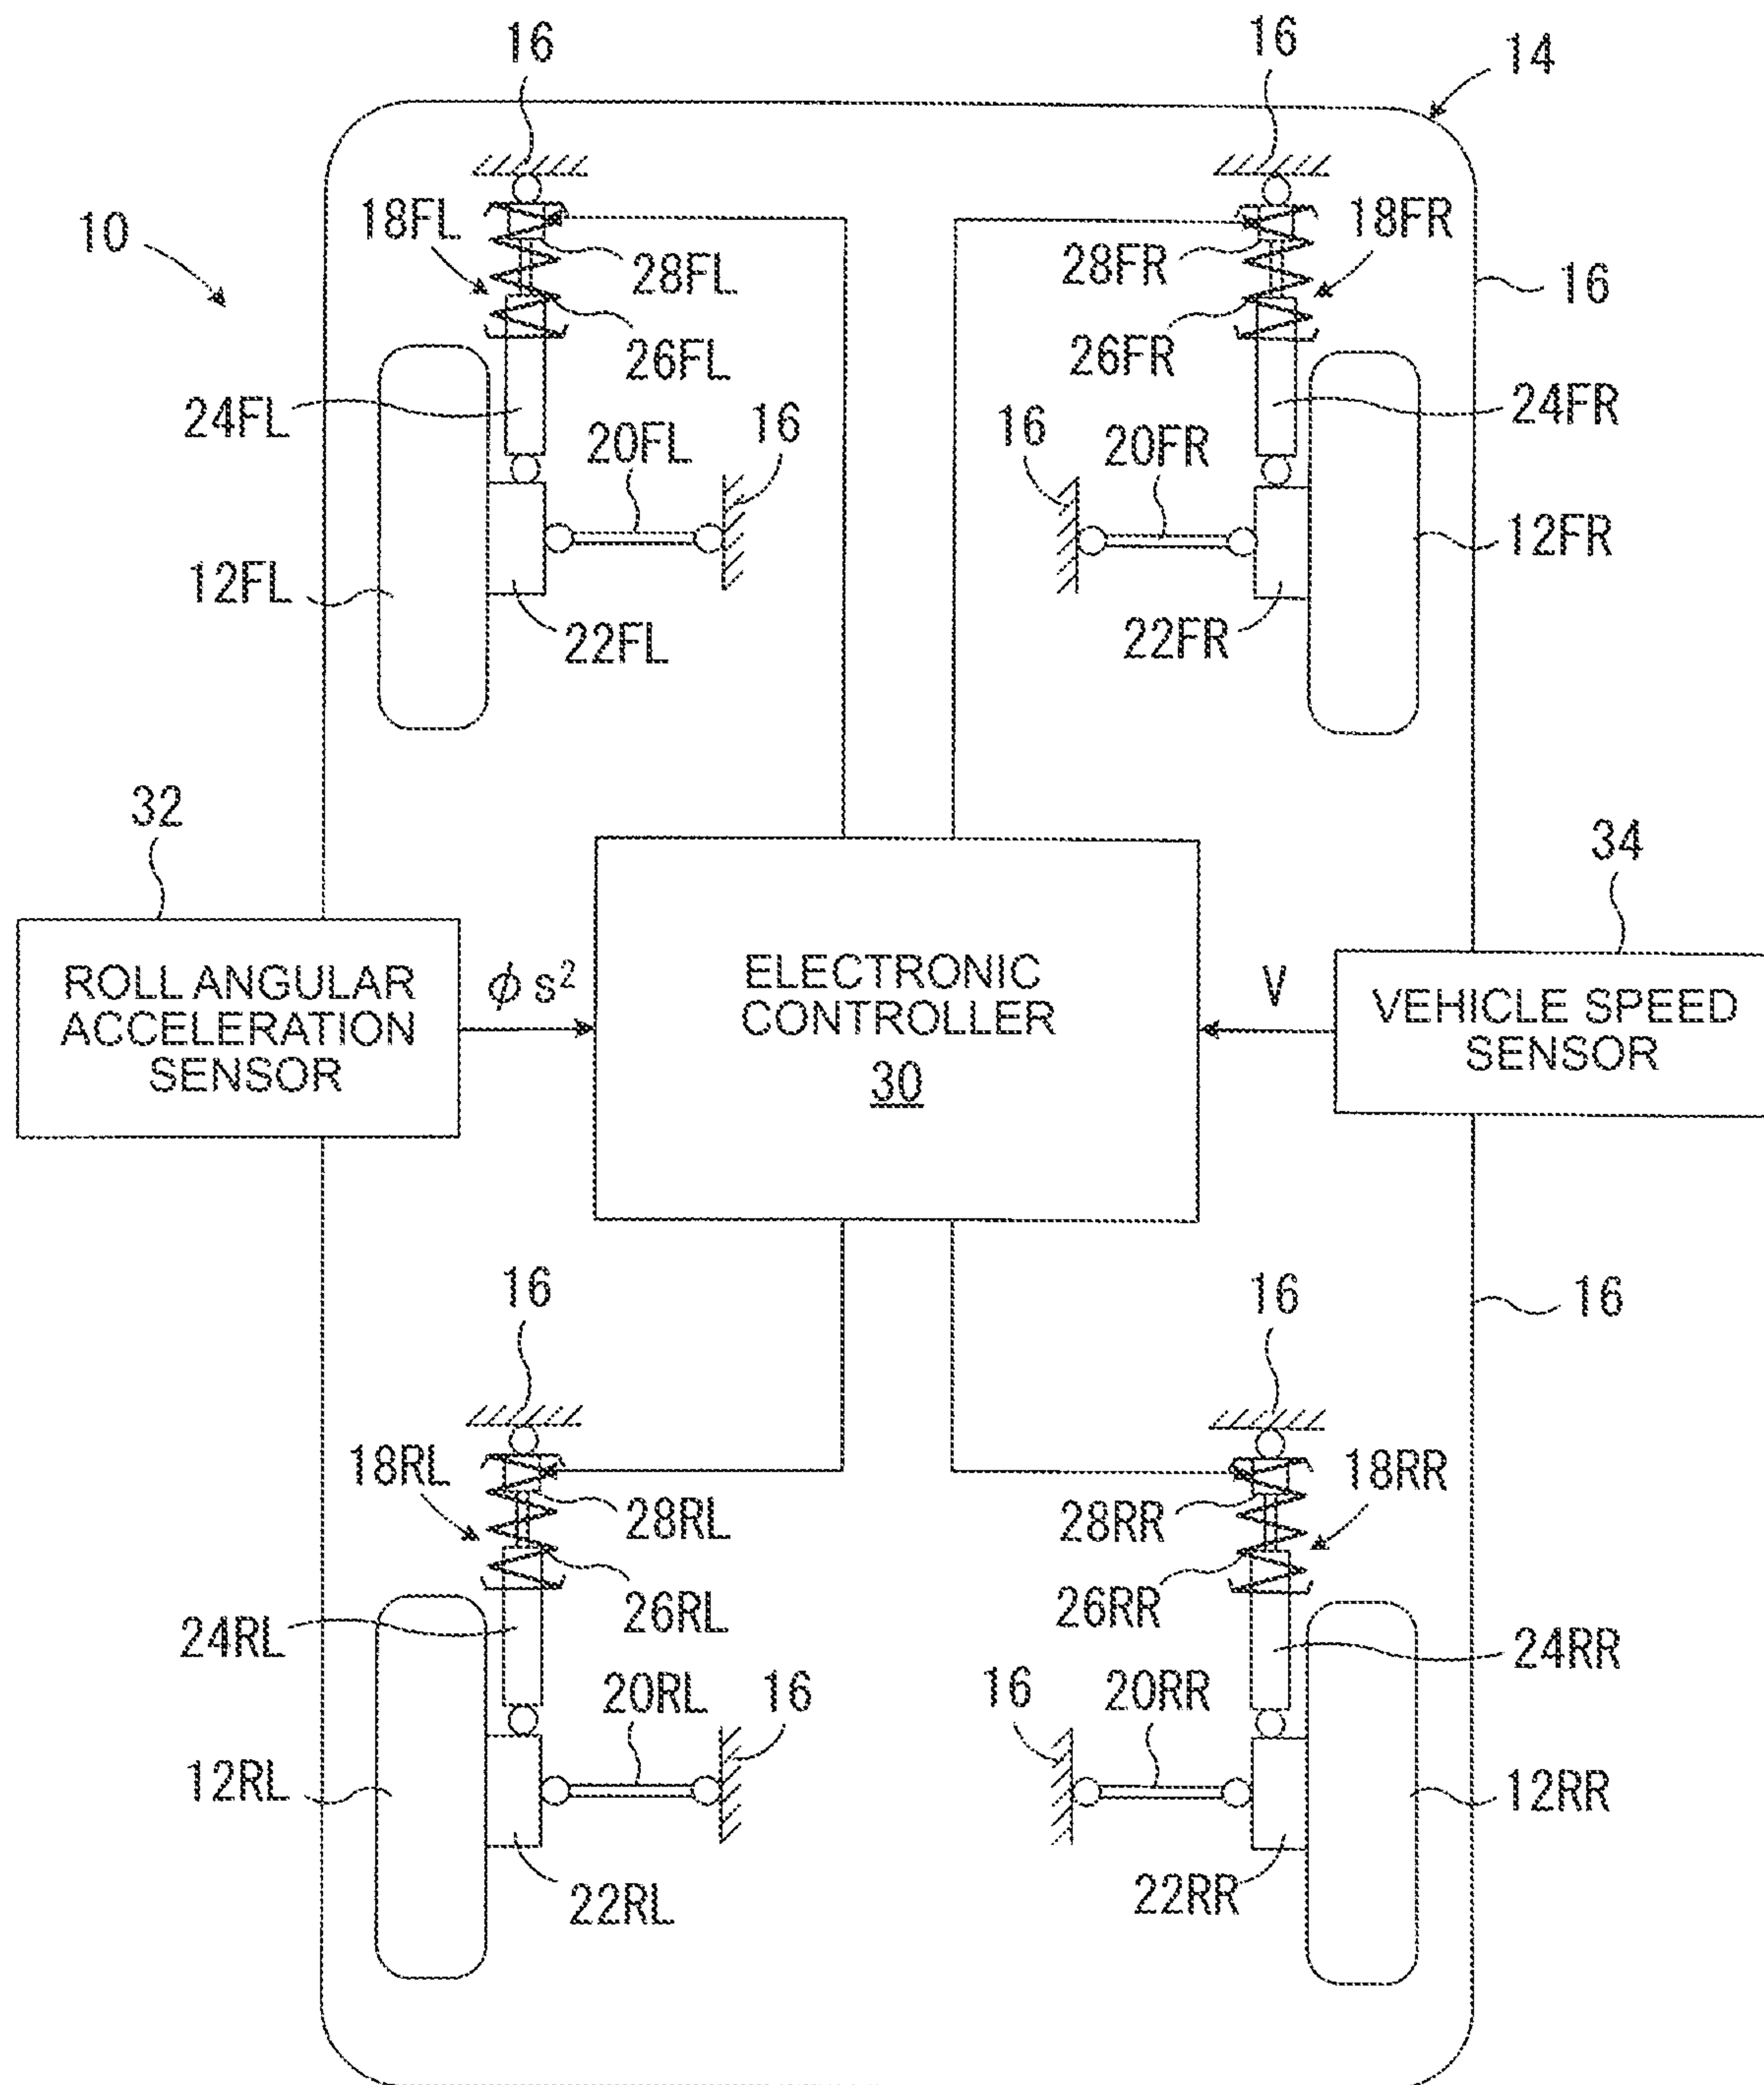 16
16
14
10
18FL
18FR
28FL
28FR
16
26FL
26FR
24FL
24FR
20FL
16
16
20FR
12FL
12FR
22FL
22FR
32
34
ROLL ANGULAR
ACCELERATION
SENSOR
ϕ s²
ELECTRONIC
CONTROLLER
30
V
VEHICLE SPEED
SENSOR
16
16
16
18RL
18RR
28RL
28RR
26RL
26RR
24RL
24RR
20RL
16
16
20RR
12RL
12RR
22RL
22RR